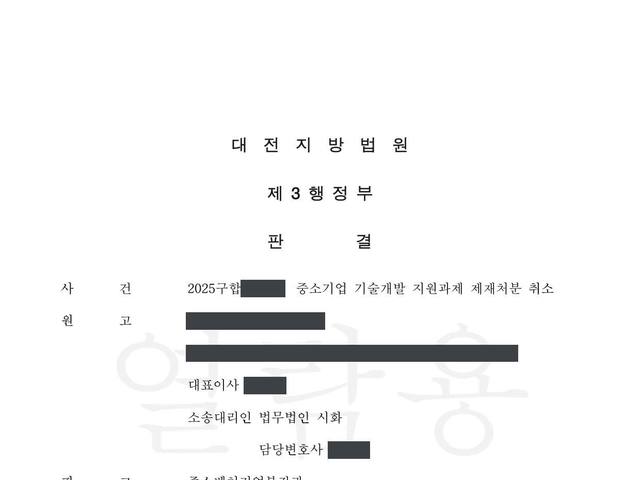 대 전 지 방 법 원
제 3 행 정 부
판 결
사 건 2025구합 중소기업 기술개발 지원과제 제재처분 취소
원 고
대표이사
소송대리인 법무법인 시화
담당변호사
열람용